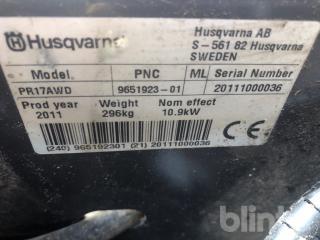 Husqvarna
Husqvarna AB
S-561 82 Husqvarna
SWEDEN
Model PNC ML Serial Number
PR17AWD 9651923-01 20111000036
Prod year Weight Nom effect
2011 296kg 10.9kW
CE
(240) 965192301 (21) 20111000036
blinto